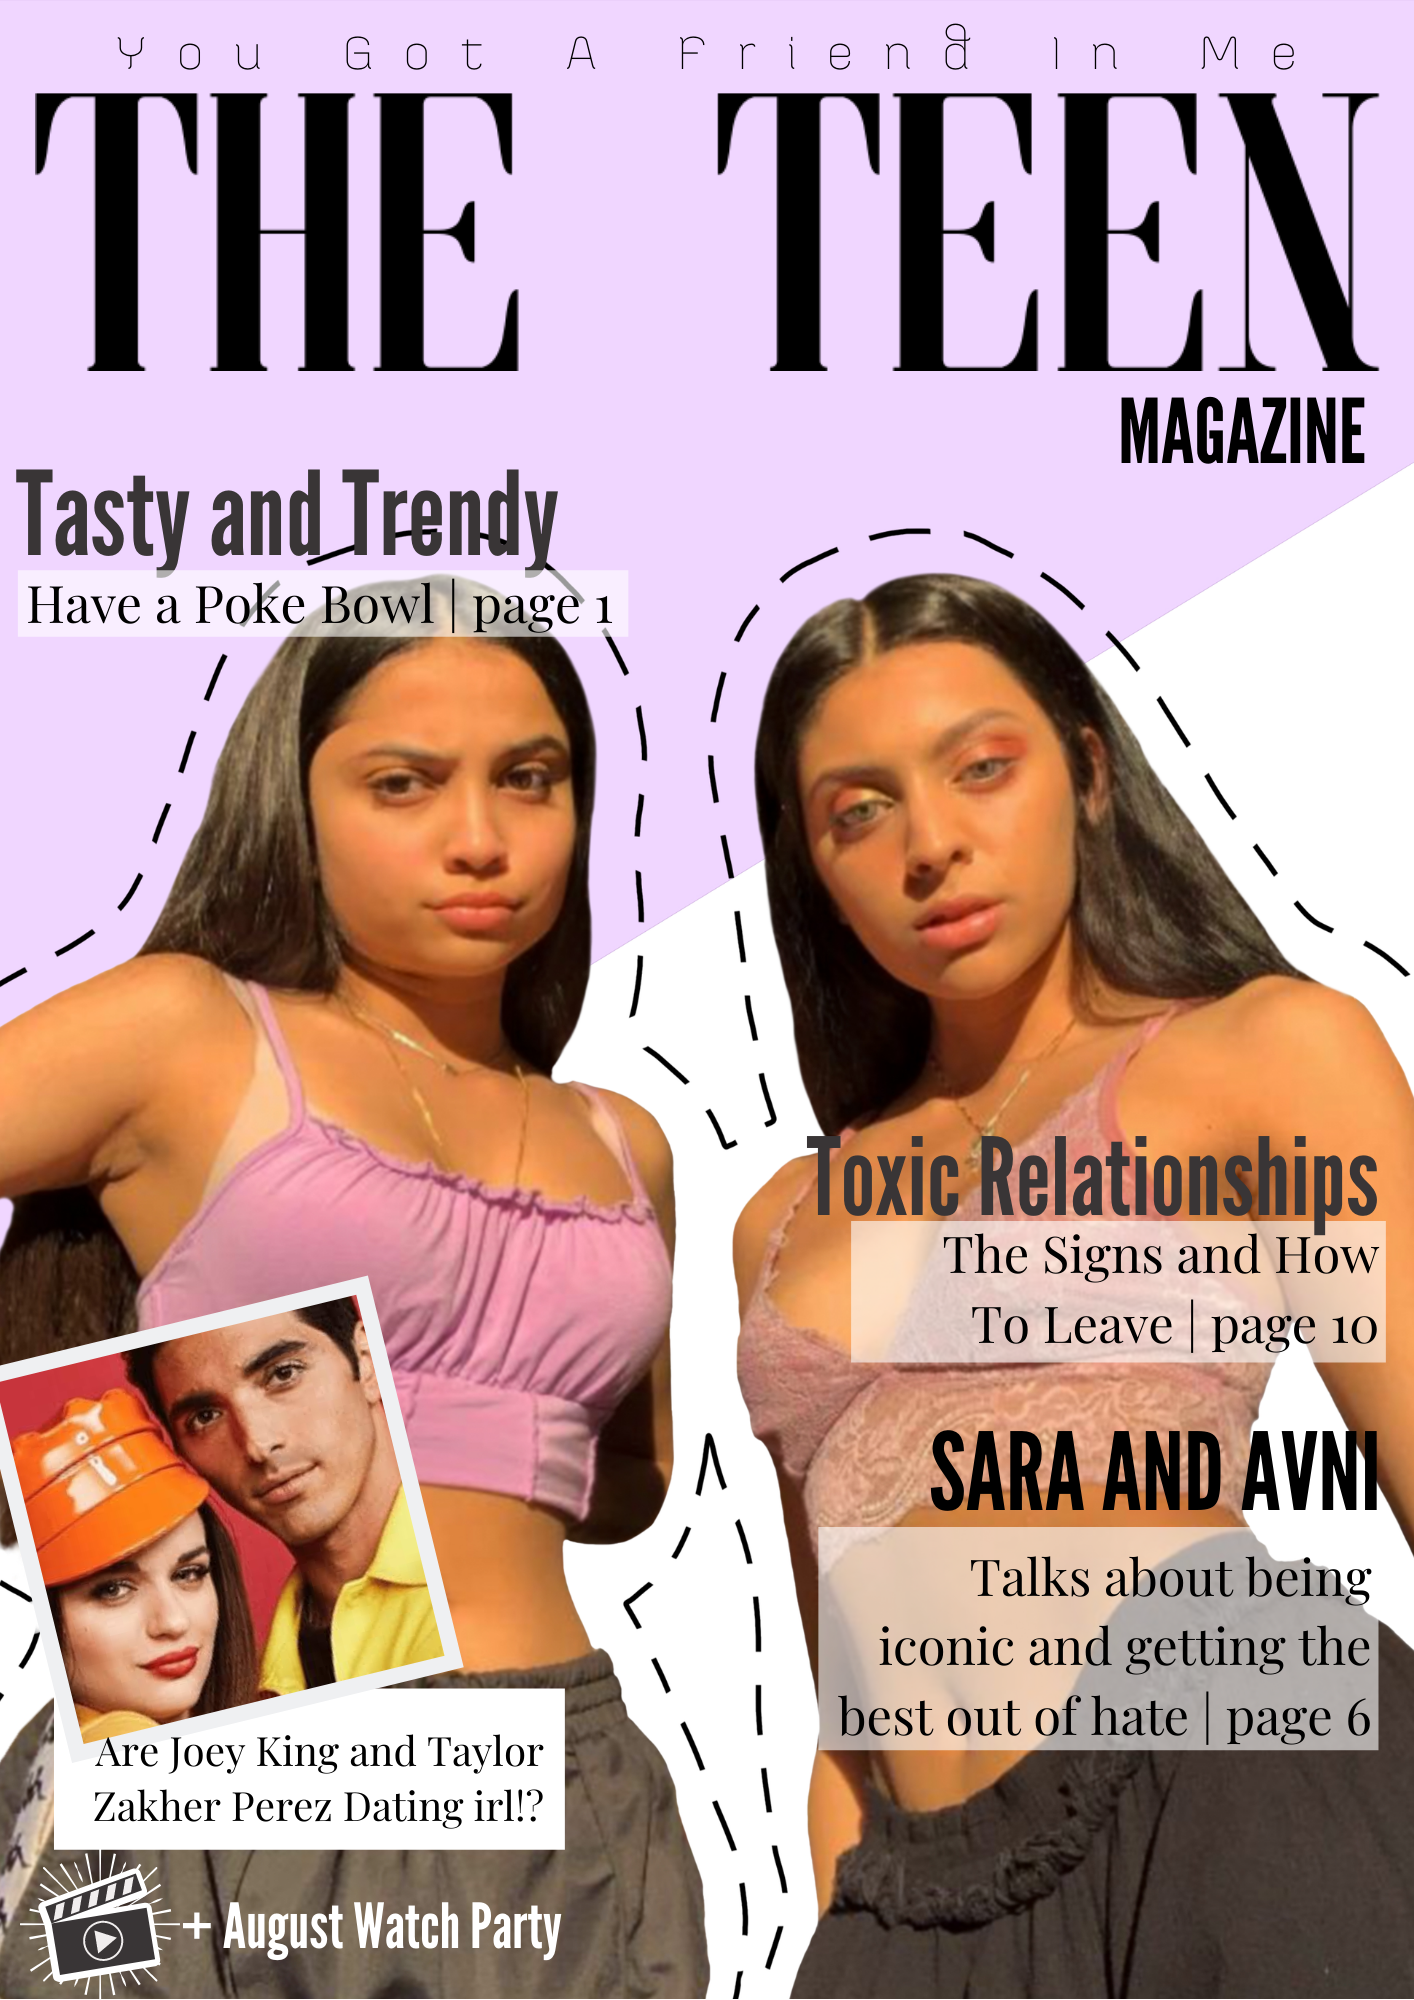 You Got A Friend In Me
THE TEEN
MAGAZINE
Tasty and Trendy
Have a Poke Bowl | page 1
Toxic Relationships
The Signs and How
To Leave | page 10
SARA AND AVNI
Talks about being
iconic and getting the
best out of hate | page 6
Are Joey King and Taylor
Zakher Perez Dating irl!?
+ August Watch Party